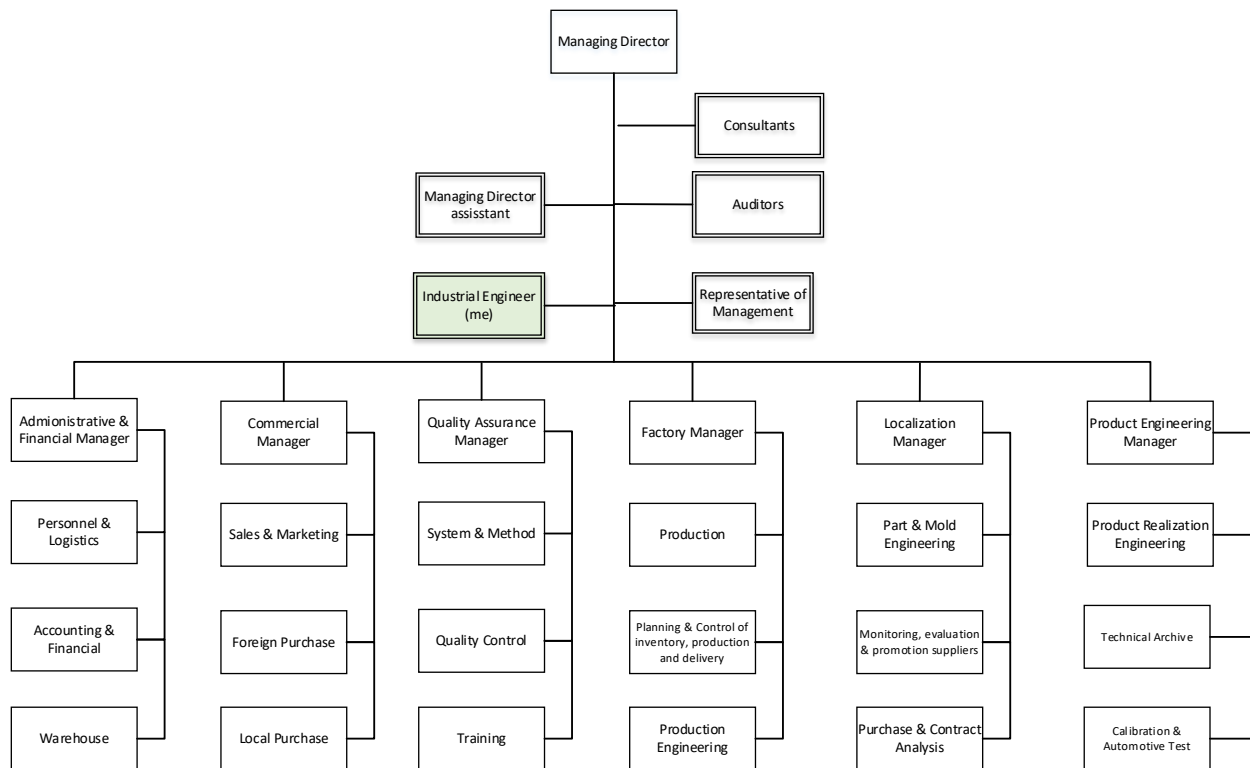 Managing Director
Consultants
Managing Director
assisstant
Auditors
Industrial Engineer
(me)
Representative of
Management
Admionistrative &
Financial Manager
Commercial
Manager
Quality Assurance
Manager
Factory Manager
Localization
Manager
Product Engineering
Manager
Personnel &
Logistics
Sales & Marketing
System & Method
Production
Part & Mold
Engineering
Product Realization
Engineering
Accounting &
Financial
Foreign Purchase
Quality Control
Planning & Control of
inventory, production
and delivery
Monitoring, evaluation
& promotion suppliers
Technical Archive
Warehouse
Local Purchase
Training
Production
Engineering
Purchase & Contract
Analysis
Calibration &
Automotive Test